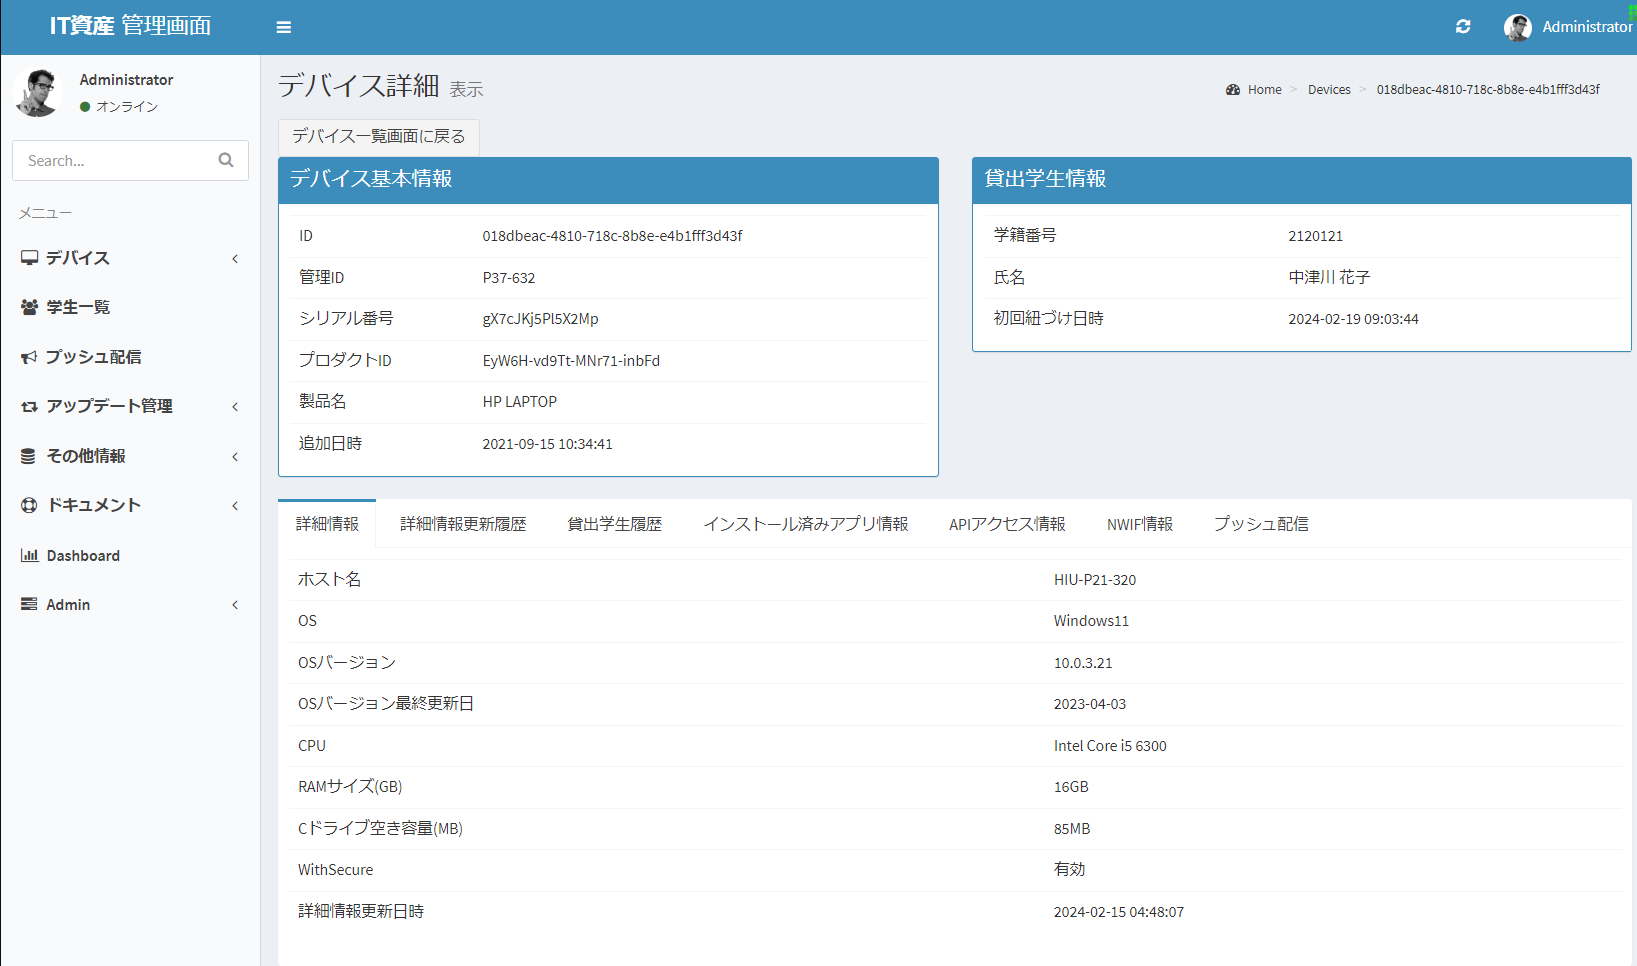 IT資産 管理画面
Administrator
Administrator
オンライン
Search...
メニュー
デバイス
学生一覧
プッシュ配信
アップデート管理
その他情報
ドキュメント
Dashboard
Admin
デバイス詳細 表示
Home > Devices > 018dbeac-4810-718c-8b8e-e4b1fff3d43f
デバイス一覧画面に戻る
デバイス基本情報
ID 018dbeac-4810-718c-8b8e-e4b1fff3d43f
管理ID P37-632
シリアル番号 gX7cJKj5Pl5X2Mp
プロダクトID EyW6H-vd9Tt-MNr71-inbFd
製品名 HP LAPTOP
追加日時 2021-09-15 10:34:41
貸出学生情報
学籍番号 2120121
氏名 中津川 花子
初回紐づけ日時 2024-02-19 09:03:44
詳細情報 詳細情報更新履歴 貸出学生履歴 インストール済みアプリ情報 APIアクセス情報 NWIF情報 プッシュ配信
ホスト名 HIU-P21-320
OS Windows11
OSバージョン 10.0.3.21
OSバージョン最終更新日 2023-04-03
CPU Intel Core i5 6300
RAMサイズ(GB) 16GB
Cドライブ空き容量(MB) 85MB
WithSecure 有効
詳細情報更新日時 2024-02-15 04:48:07